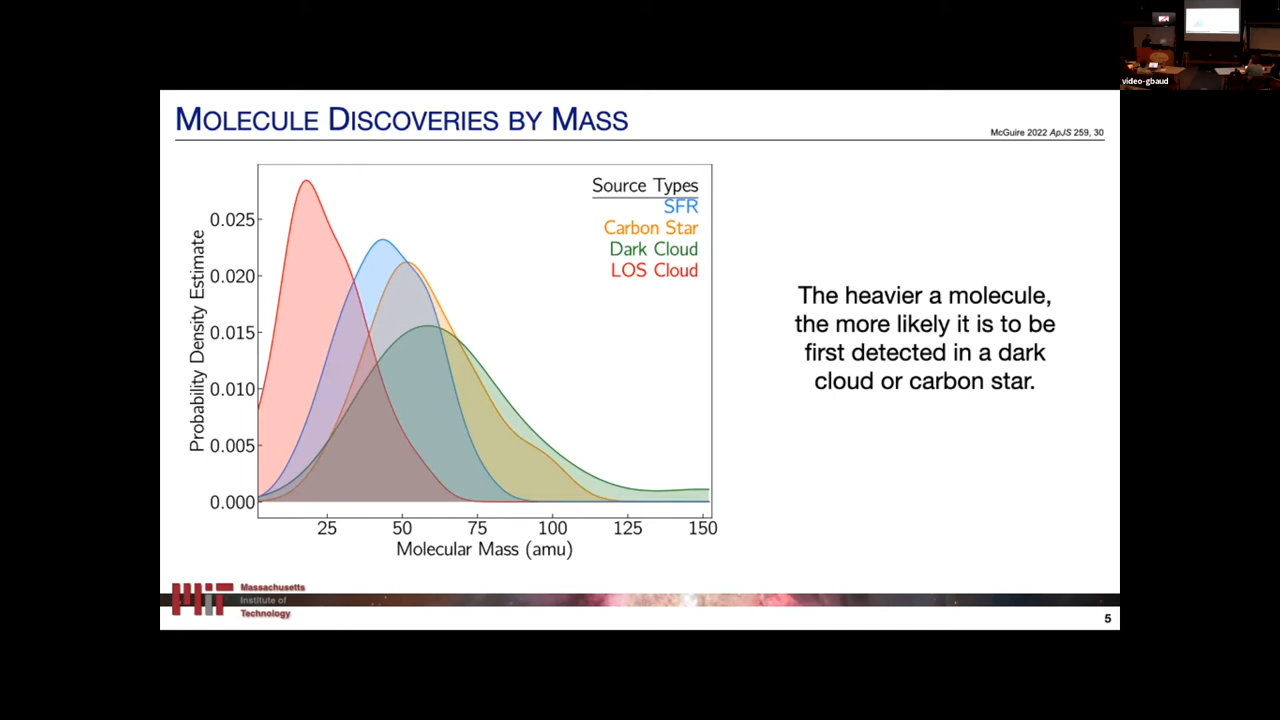 video-gbaud
MOLECULE DISCOVERIES BY MASS
McGuire 2022 ApJS 259, 30
Source Types
SFR
Carbon Star
Dark Cloud
LOS Cloud
Probability Density Estimate
0.025
0.020
0.015
0.010
0.005
0.000
25 50 75 100 125 150
Molecular Mass (amu)
The heavier a molecule,
the more likely it is to be
first detected in a dark
cloud or carbon star.
MIT
Massachusetts
Institute of
Technology
5